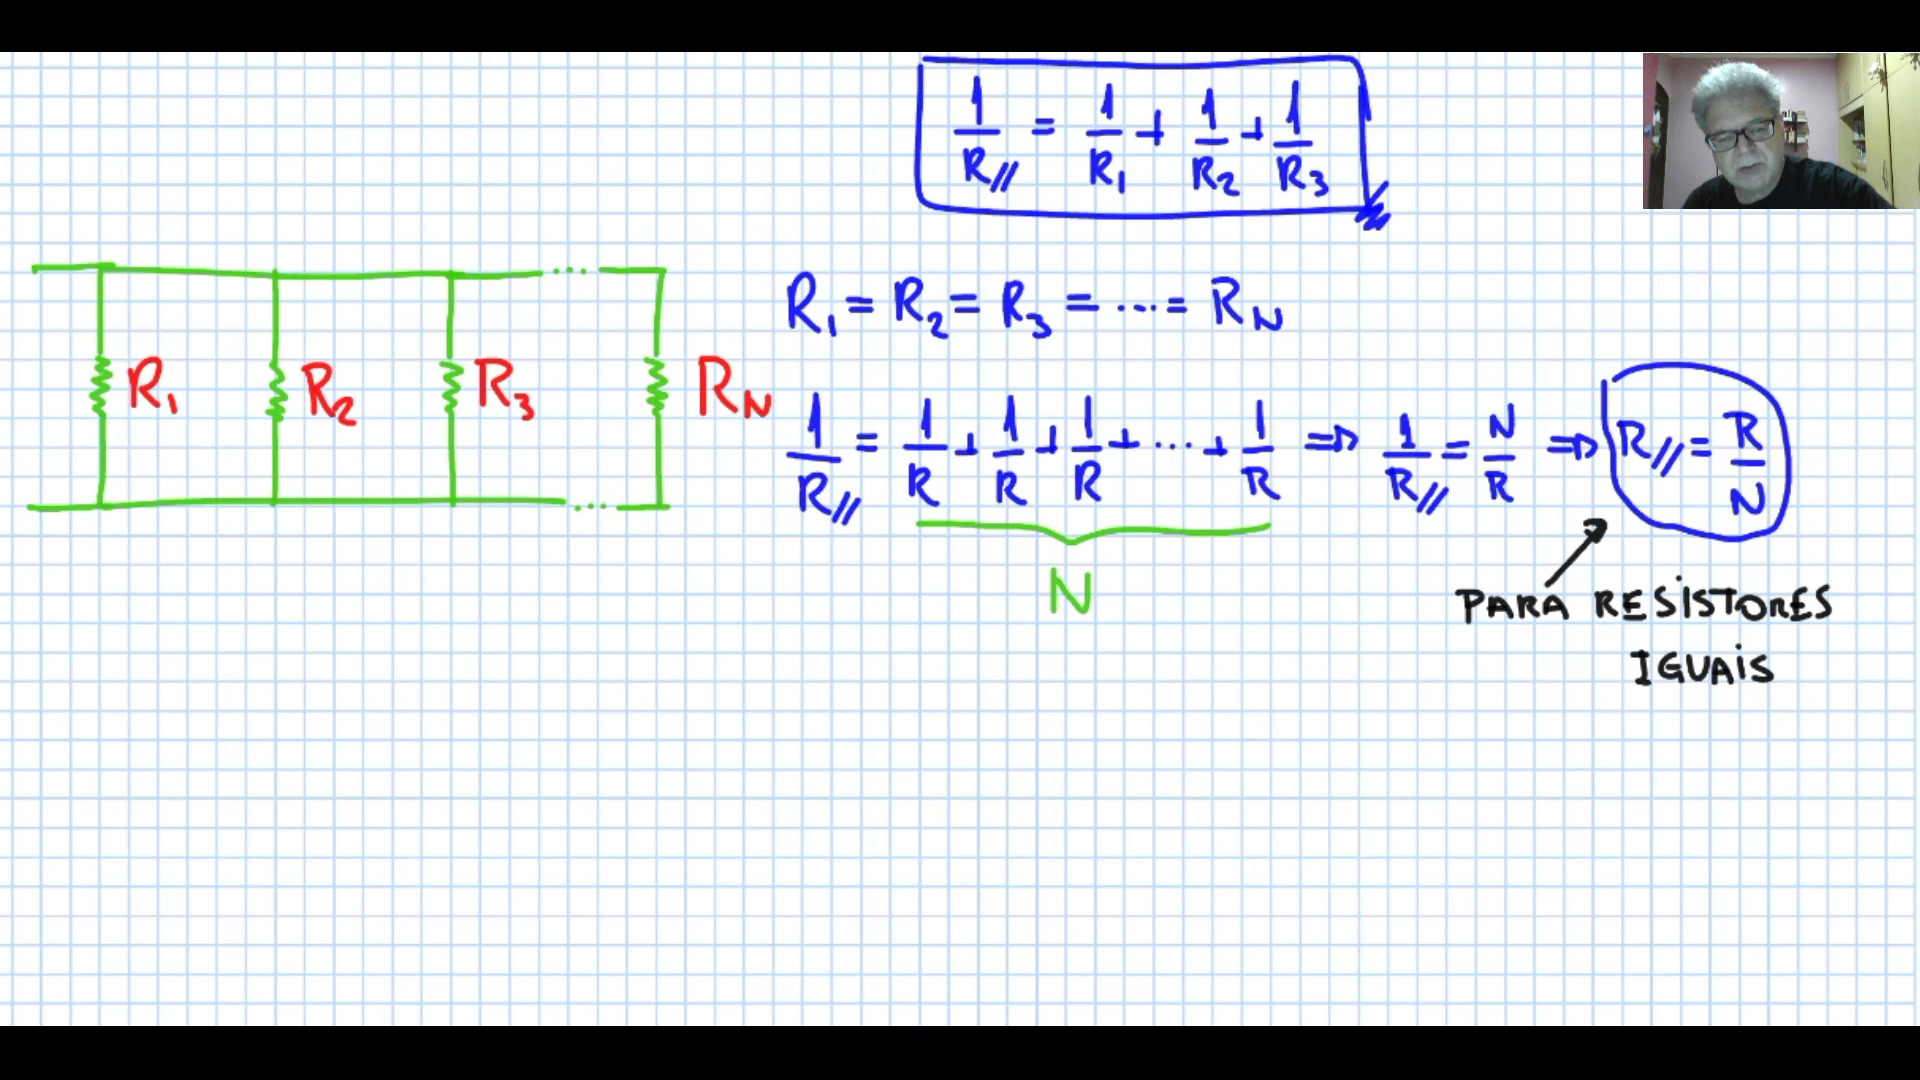 1/R// = 1/R1 + 1/R2 + 1/R3
R1 = R2 = R3 = ... = RN
R1 R2 R3 RN
1/R// = 1/R + 1/R + 1/R + ... + 1/R => 1/R// = N/R => R// = R/N
N
PARA RESISTORES
IGUAIS